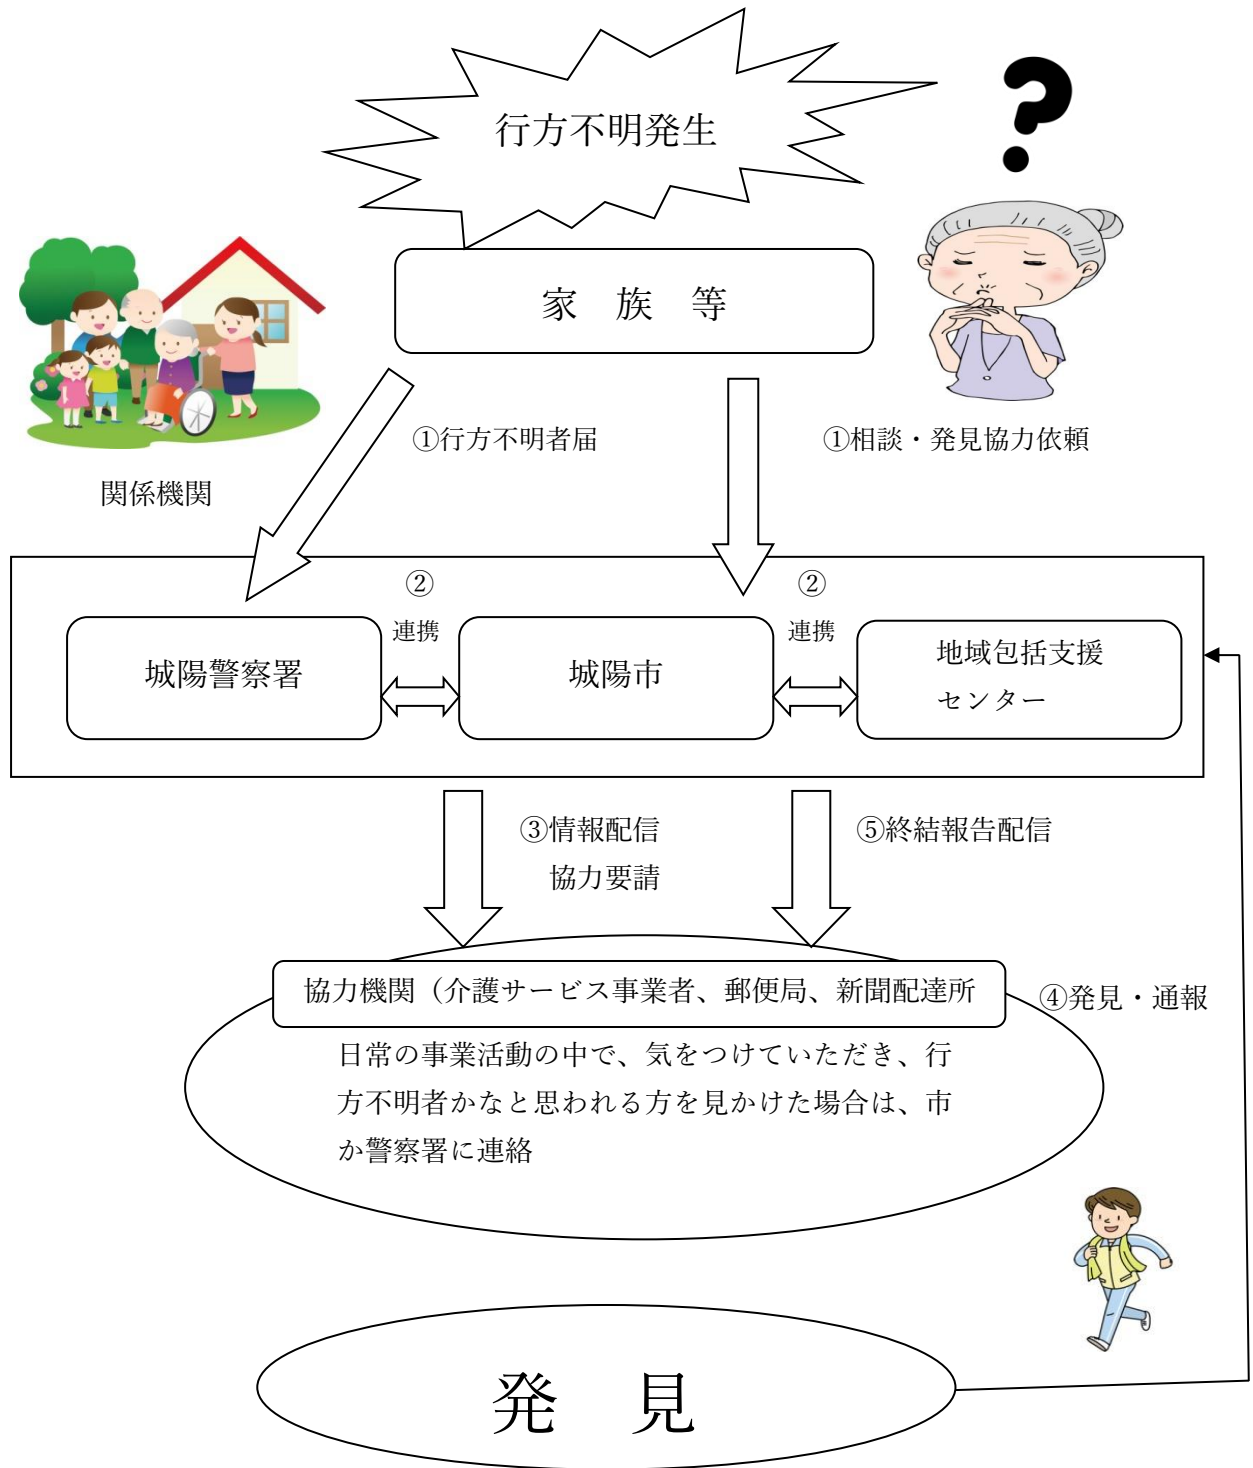 行方不明発生
?
家 族 等
①行方不明者届
①相談・発見協力依頼
関係機関
②
連携
②
連携
城陽警察署
城陽市
地域包括支援
センター
③情報配信
協力要請
⑤終結報告配信
協力機関（介護サービス事業者、郵便局、新聞配達所
④発見・通報
日常の事業活動の中で、気をつけていただき、行
方不明者かなと思われる方を見かけた場合は、市
か警察署に連絡
発 見